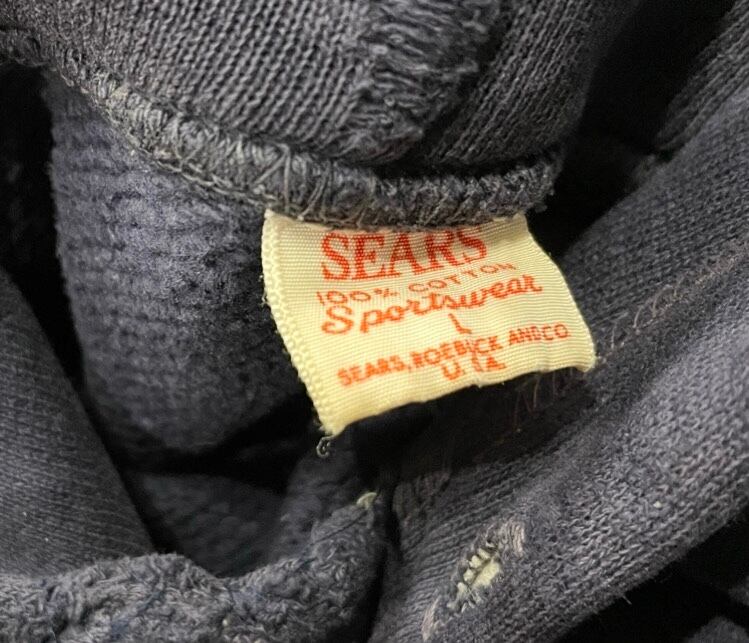 SEARS
100% COTTON
Sportswear
L
SEARS, ROEBUCK AND CO
U.S.A.